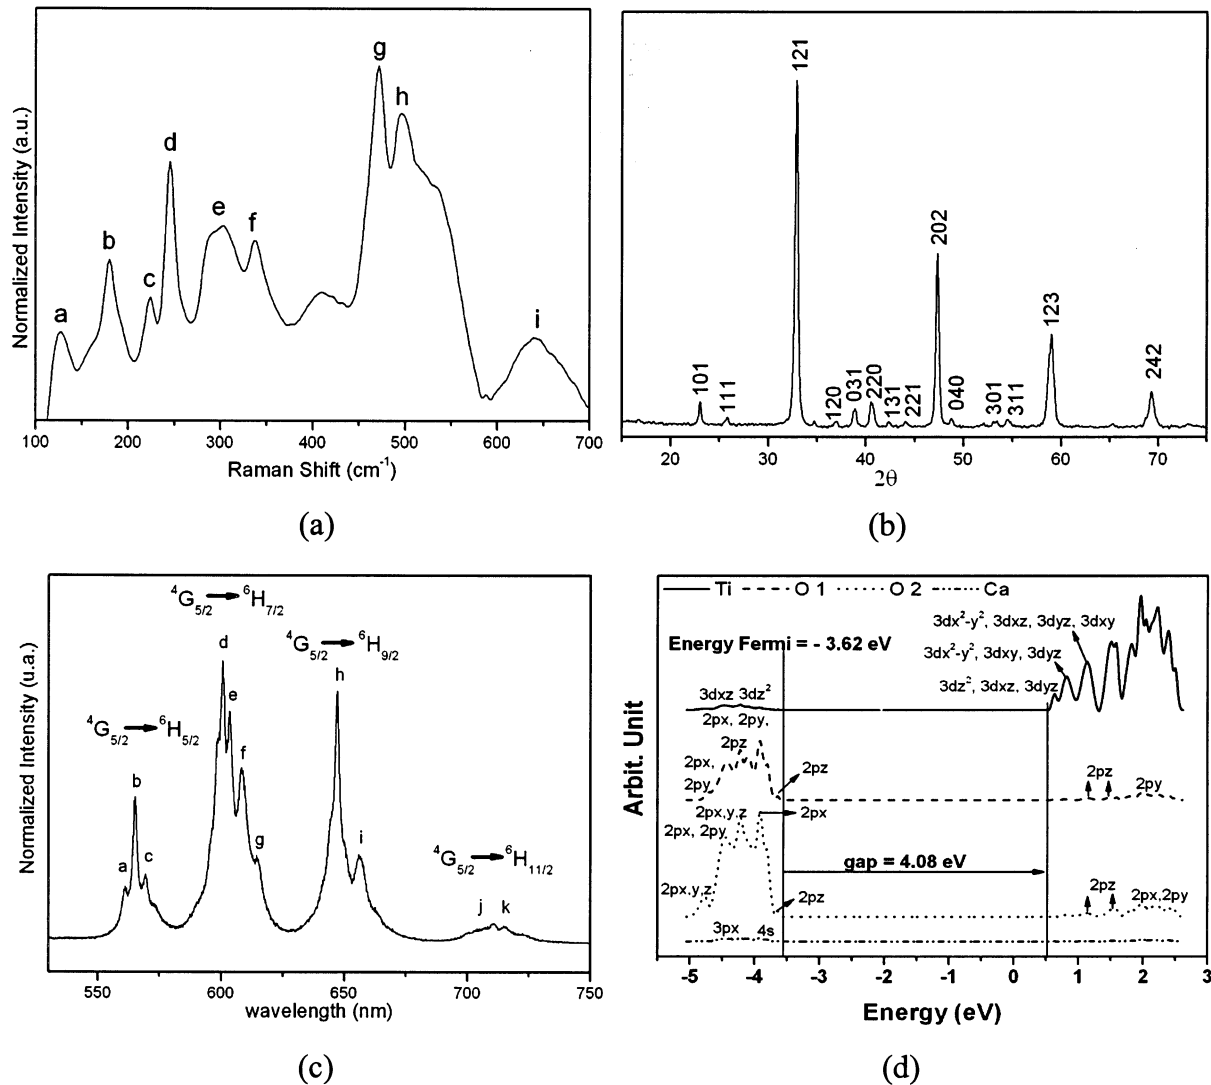 Normalized Intensity (a.u.)
a
b
c
d
e
f
g
h
i
100 200 300 400 500 600 700
Raman Shift (cm⁻¹)
(a)
101
111
121
120
031
220
131
221
202
040
301
311
123
242
20 30 40 50 60 70
2θ
(b)
Normalized Intensity (u.a.)
⁴G₅/₂ → ⁶H₇/₂
⁴G₅/₂ → ⁶H₉/₂
⁴G₅/₂ → ⁶H₅/₂
⁴G₅/₂ → ⁶H₁₁/₂
a
b
c
d
e
f
g
h
i
j
k
550 600 650 700 750
wavelength (nm)
(c)
Arbit. Unit
Ti O 1 O 2 Ca
Energy Fermi = - 3.62 eV
3dx²-y², 3dxz, 3dyz, 3dxy
3dx²-y², 3dxy, 3dyz
3dz², 3dxz, 3dyz
3dxz 3dz²
2px, 2py,
2pz
2px,
2py
2pz
2pz
2py
2px,y,z
2px
2px, 2py
gap = 4.08 eV
2px,y,z
2pz
2pz
2px,2py
3px 4s
-5 -4 -3 -2 -1 0 1 2 3
Energy (eV)
(d)